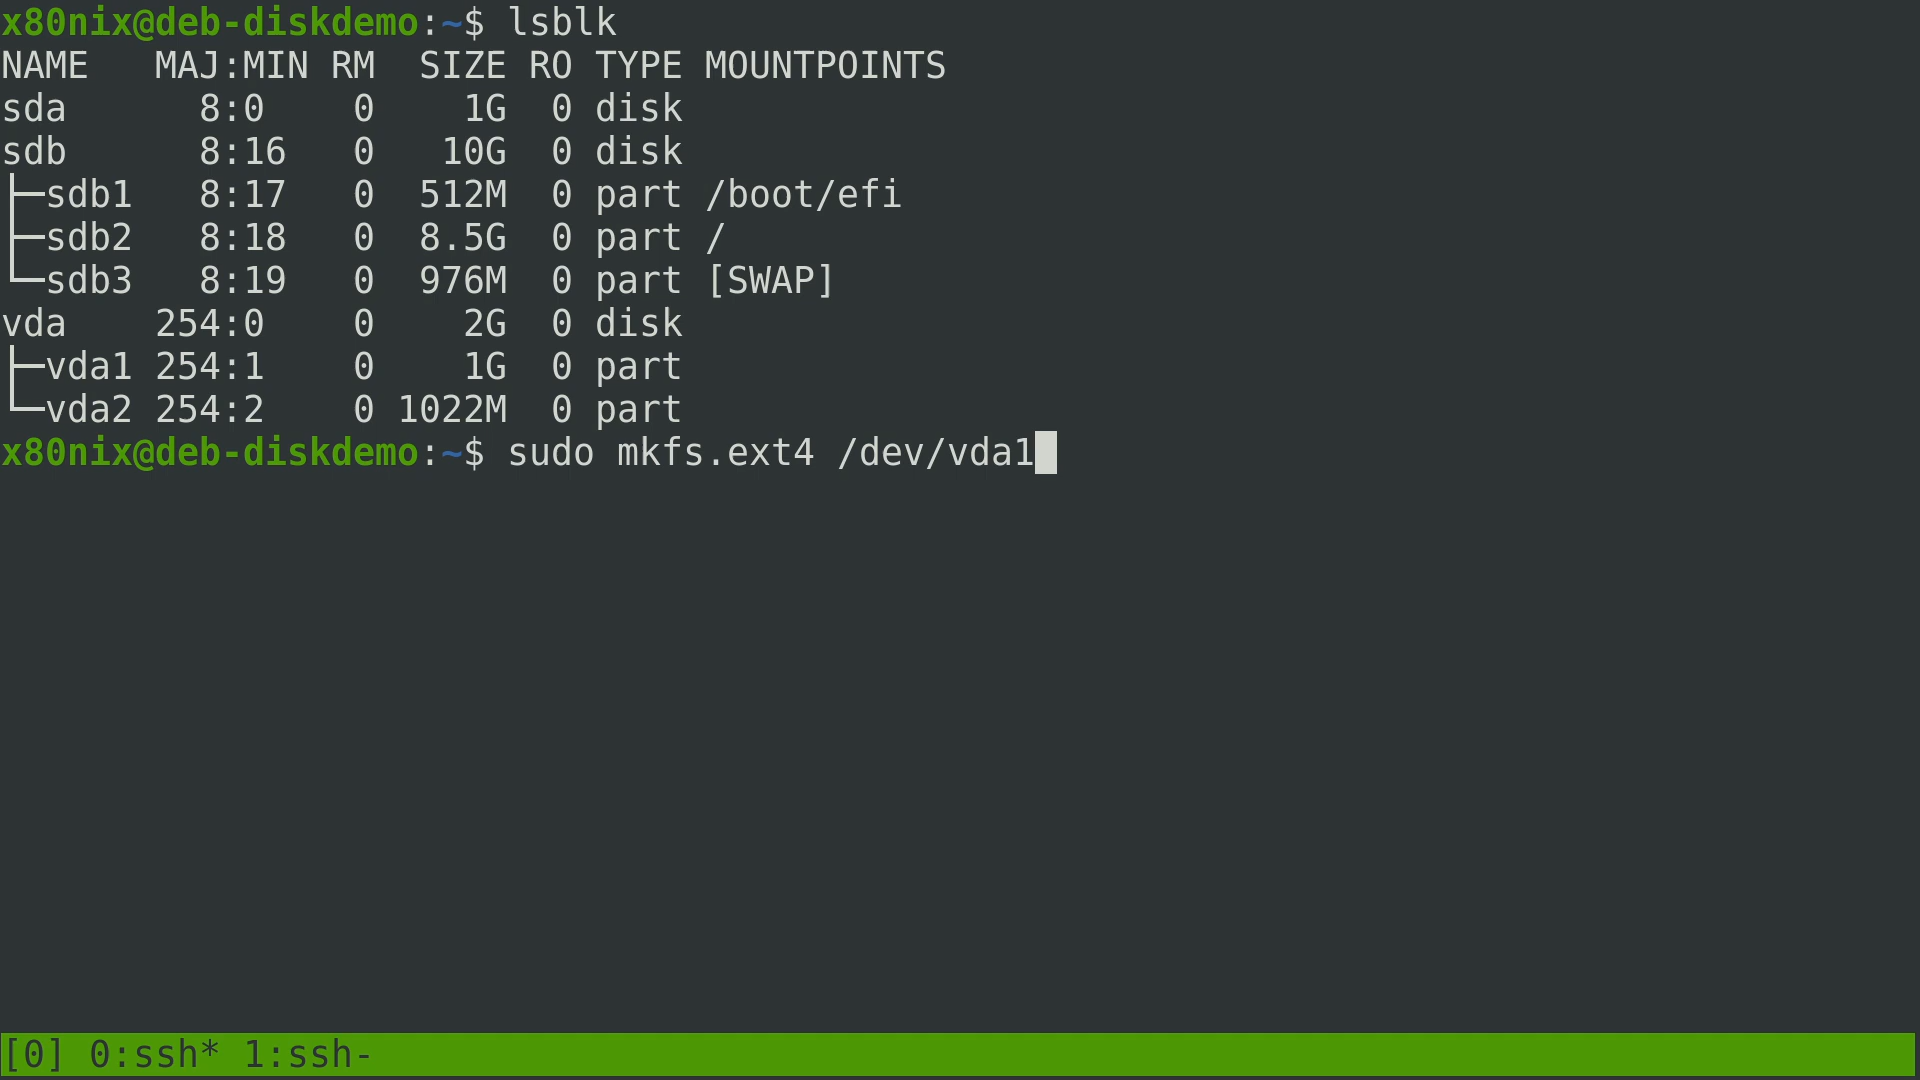 x80nix@deb-diskdemo:~$ lsblk
NAME   MAJ:MIN RM  SIZE RO TYPE MOUNTPOINTS
sda      8:0    0    1G  0 disk
sdb      8:16   0   10G  0 disk
├─sdb1   8:17   0  512M  0 part /boot/efi
├─sdb2   8:18   0  8.5G  0 part /
└─sdb3   8:19   0  976M  0 part [SWAP]
vda    254:0    0    2G  0 disk
├─vda1 254:1    0    1G  0 part
└─vda2 254:2    0 1022M  0 part
x80nix@deb-diskdemo:~$ sudo mkfs.ext4 /dev/vda1
[0] 0:ssh* 1:ssh-